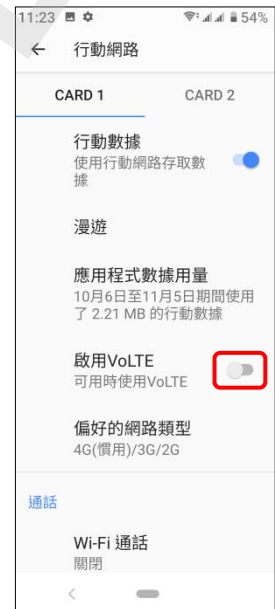 11:23
54%
行動網路
CARD 1
CARD 2
行動數據
使用行動網路存取數
據
漫遊
應用程式數據用量
10月6日至11月5日期間使用
了 2.21 MB 的行動數據
啟用VoLTE
可用時使用VoLTE
偏好的網路類型
4G(慣用)/3G/2G
通話
Wi-Fi 通話
關閉